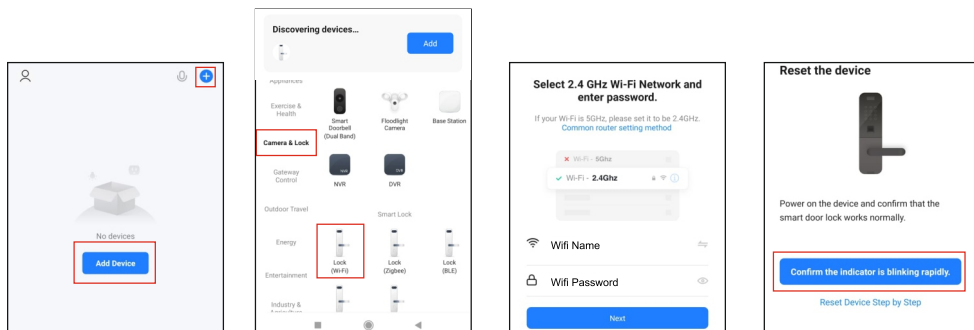 No devices
Add Device
Discovering devices...
Add
Appliances
Exercise &
Health
Smart
Doorbell
(Dual Band)
Floodlight
Camera
Base Station
Camera & Lock
Gateway
Control
NVR
DVR
Outdoor Travel
Smart Lock
Energy
Lock
(Wi-Fi)
Lock
(Zigbee)
Lock
(BLE)
Entertainment
Industry &
Agriculture
Select 2.4 GHz Wi-Fi Network and
enter password.
If your Wi-Fi is 5GHz, please set it to be 2.4GHz.
Common router setting method
Wi-Fi - 5Ghz
Wi-Fi - 2.4Ghz
Wifi Name
Wifi Password
Next
Reset the device
Power on the device and confirm that the
smart door lock works normally.
Confirm the indicator is blinking rapidly.
Reset Device Step by Step